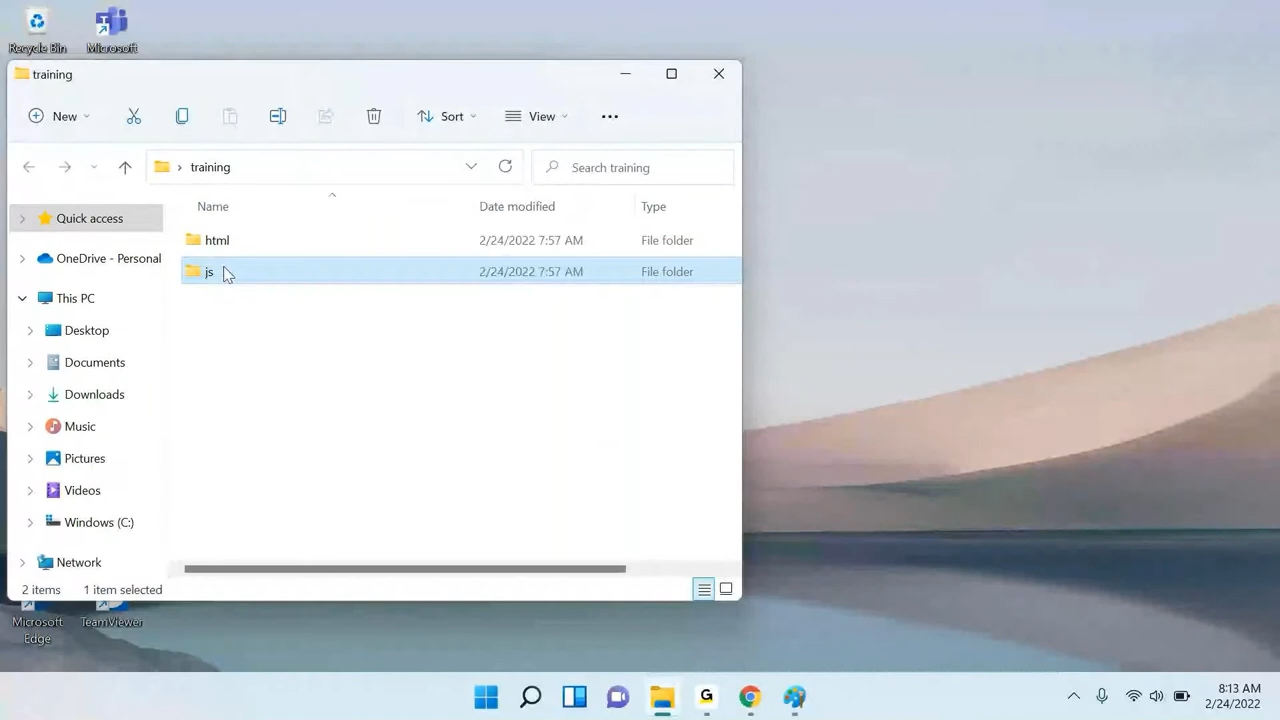 Recycle Bin
Microsoft
training
New
Sort
View
training
Search training
Name
Date modified
Type
Quick access
html
2/24/2022 7:57 AM
File folder
OneDrive - Personal
js
2/24/2022 7:57 AM
File folder
This PC
Desktop
Documents
Downloads
Music
Pictures
Videos
Windows (C:)
Network
2 items
1 item selected
Microsoft
Edge
TeamViewer
G
8:13 AM
2/24/2022